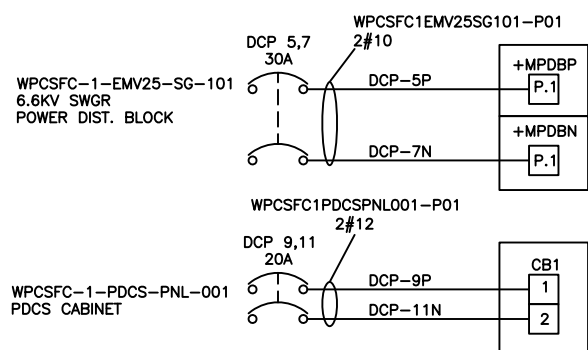 WPCSFC1EMV25SG101-P01
2#10
DCP 5,7
30A
WPCSFC-1-EMV25-SG-101
6.6KV SWGR
POWER DIST. BLOCK
DCP-5P
+MPDBP
P.1
DCP-7N
+MPDBN
P.1
WPCSFC1PDCSPNL001-P01
2#12
DCP 9,11
20A
WPCSFC-1-PDCS-PNL-001
PDCS CABINET
DCP-9P
DCP-11N
CB1
1
2